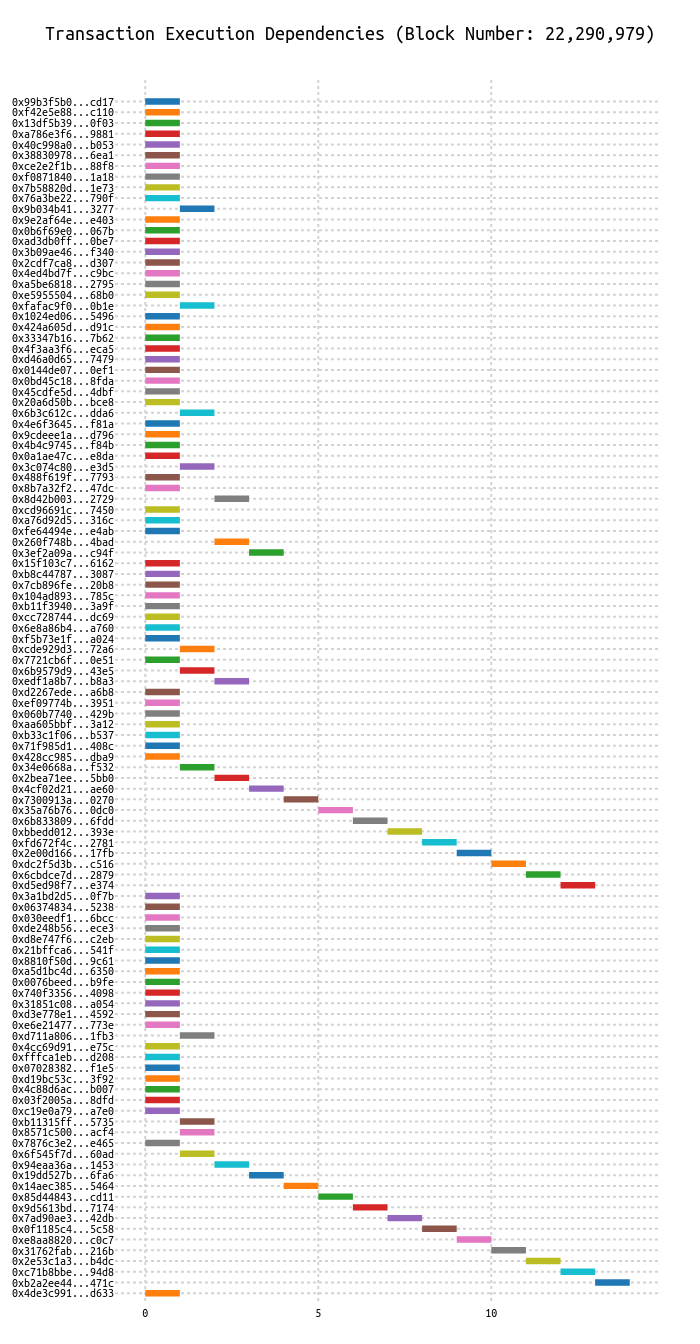 Transaction Execution Dependencies (Block Number: 22,290,979)
0x99b3f5b0...cd17
0xf42e5e88...c110
0x13df5b39...0f03
0xa786e3f6...9881
0x40c998a0...b053
0x38830978...6ea1
0xce2e2f1b...88f8
0xf0871840...1a18
0x7b58820d...1e73
0x76a3be22...790f
0x9b034b41...3277
0x9e2af64e...e403
0x0b6f69e0...067b
0xad3db0ff...0be7
0x3b09ae46...f340
0x2cdf7ca8...d307
0x4ed4bd7f...c9bc
0xa5be6818...2795
0xe5955504...68b0
0xfafac9f0...0b1e
0x1024ed06...5496
0x424a605d...d91c
0x33347b16...7b62
0x4f3aa3f6...eca5
0xd46a0d65...7479
0x0144de07...0ef1
0x0bd45c18...8fda
0x45cdfe5d...4dbf
0x20a6d50b...bce8
0x6b3c612c...dda6
0x4e6f3645...f81a
0x9cdeee1a...d796
0x4b4c9745...f84b
0x0a1ae47c...e8da
0x3c074c80...e3d5
0x488f619f...7793
0x8b7a32f2...47dc
0x8d42b003...2729
0xcd96691c...7450
0xa76d92d5...316c
0xfe64494e...e4ab
0x260f748b...4bad
0x3ef2a09a...c94f
0x15f103c7...6162
0xb8c44787...3087
0x7cb896fe...20b8
0x104ad893...785c
0xb11f3940...3a9f
0xcc728744...dc69
0x6e8a86b4...a760
0xf5b73e1f...a024
0xcde929d3...72a6
0x7721cb6f...0e51
0x6b9579d9...43e5
0xedf1a8b7...b8a3
0xd2267ede...a6b8
0xef09774b...3951
0x060b7740...429b
0xaa605bbf...3a12
0xb33c1f06...b537
0x71f985d1...408c
0x428cc985...dba9
0x34e0668a...f532
0x2bea71ee...5bb0
0x4cf02d21...ae60
0x7300913a...0270
0x35a76b76...0dc0
0x6b833809...6fdd
0xbbedd012...393e
0xfd672f4c...2781
0x2e00d166...17fb
0xdc2f5d3b...c516
0x6cbdce7d...2879
0xd5ed98f7...e374
0x3a1bd2d5...0f7b
0x06374834...5238
0x030eedf1...6bcc
0xde248b56...ece3
0xd8e747f6...c2eb
0x21bffca6...541f
0x8810f50d...9c61
0xa5d1bc4d...6350
0x0076beed...b9fe
0x740f3356...4098
0x31851c08...a054
0xd3e778e1...4592
0xe6e21477...773e
0xd711a806...1fb3
0x4cc69d91...e75c
0xfffca1eb...d208
0x07028382...f1e5
0xd19bc53c...3f92
0x4c88d6ac...b007
0x03f2005a...8dfd
0xc19e0a79...a7e0
0xb11315ff...5735
0x8571c500...acf4
0x7876c3e2...e465
0x6f545f7d...60ad
0x94eaa36a...1453
0x19dd527b...6fa6
0x14aec385...5464
0x85d44843...cd11
0x9d5613bd...7174
0x7ad90ae3...42db
0x0f1185c4...5c58
0xe8aa8820...c0c7
0x31762fab...216b
0x2e53c1a3...b4dc
0xc71b8bbe...94d8
0xb2a2ee44...471c
0x4de3c991...d633
0 5 10